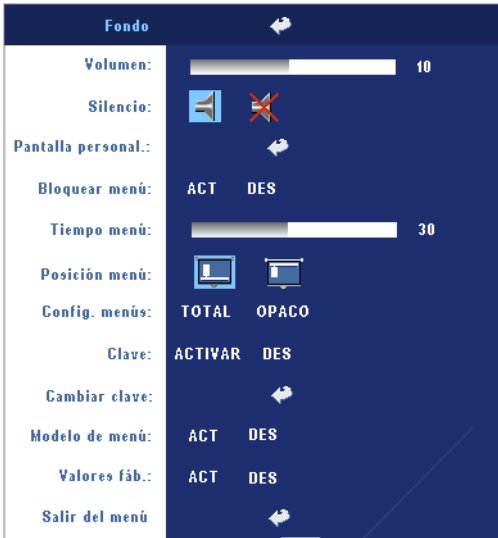 Fondo
Volumen: 10
Silencio:
Pantalla personal.:
Bloquear menú: ACT DES
Tiempo menú: 30
Posición menú:
Config. menús: TOTAL OPACO
Clave: ACTIVAR DES
Cambiar clave:
Modelo de menú: ACT DES
Valores fáb.: ACT DES
Salir del menú